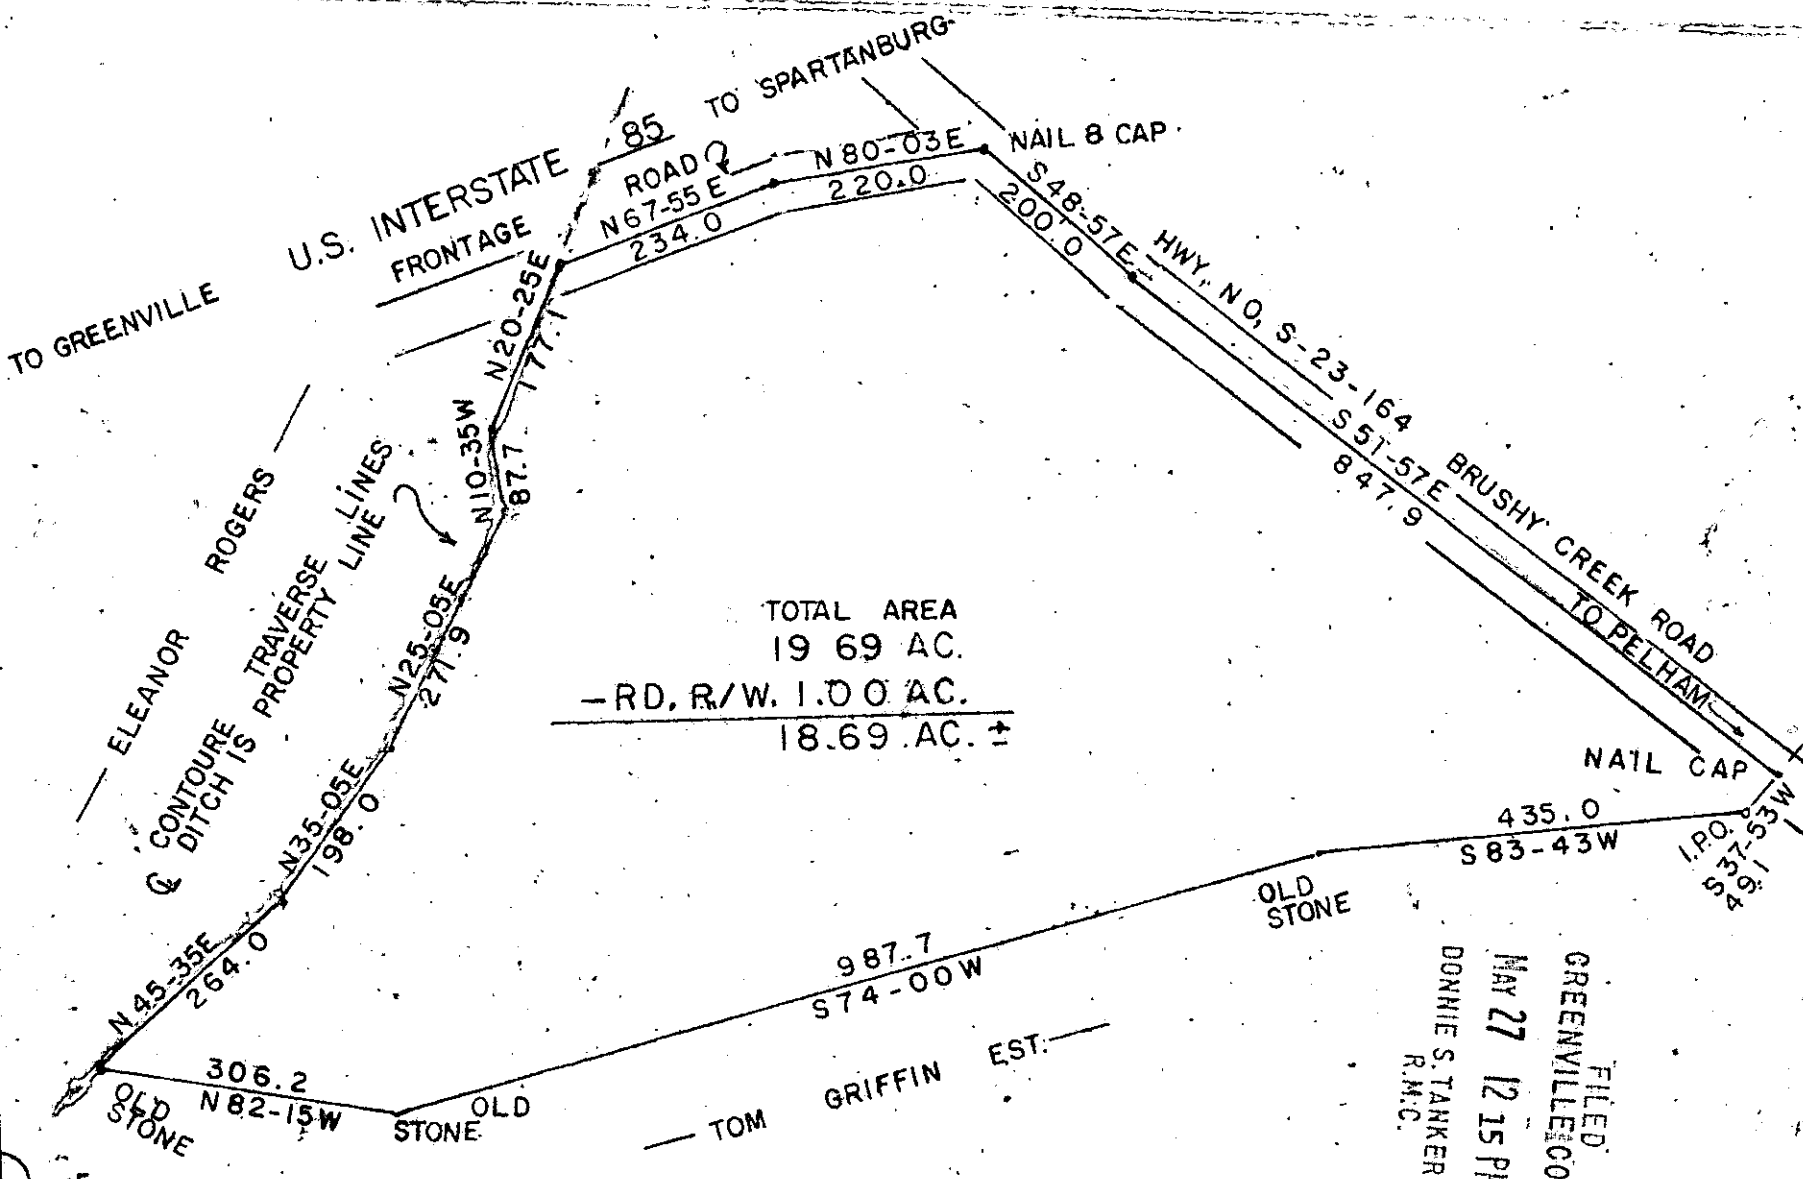 TO GREENVILLE
U.S. INTERSTATE 85
TO SPARTANBURG
FRONTAGE ROAD
N67-55E
234.0
N80-03E
220.0
NAIL & CAP
S48-57E
200.0
HWY. NO, S-23-164
BRUSHY CREEK ROAD
S51-57E
847.9
TO PELHAM
N20-25E
177.1
N10-35W
87.7
ELEANOR ROGERS
℄ CONTOURE TRAVERSE LINES
DITCH IS PROPERTY LINE
N25-05E
271.9
N35-05E
198.0
N45-35E
264.0
TOTAL AREA
19 69 AC.
-RD. R/W. 1.00 AC.
18.69 AC. ±
NAIL CAP
435.0
S83-43W
I.P.O.
S37-53W
49.1
OLD
STONE
987.7
S74-00W
306.2
N82-15W
OLD
STONE
OLD
STONE
TOM GRIFFIN EST.
FILED
GREENVILLE CO
MAY 27 12 15 P
DONNIE S. TANKER
R.M.C.